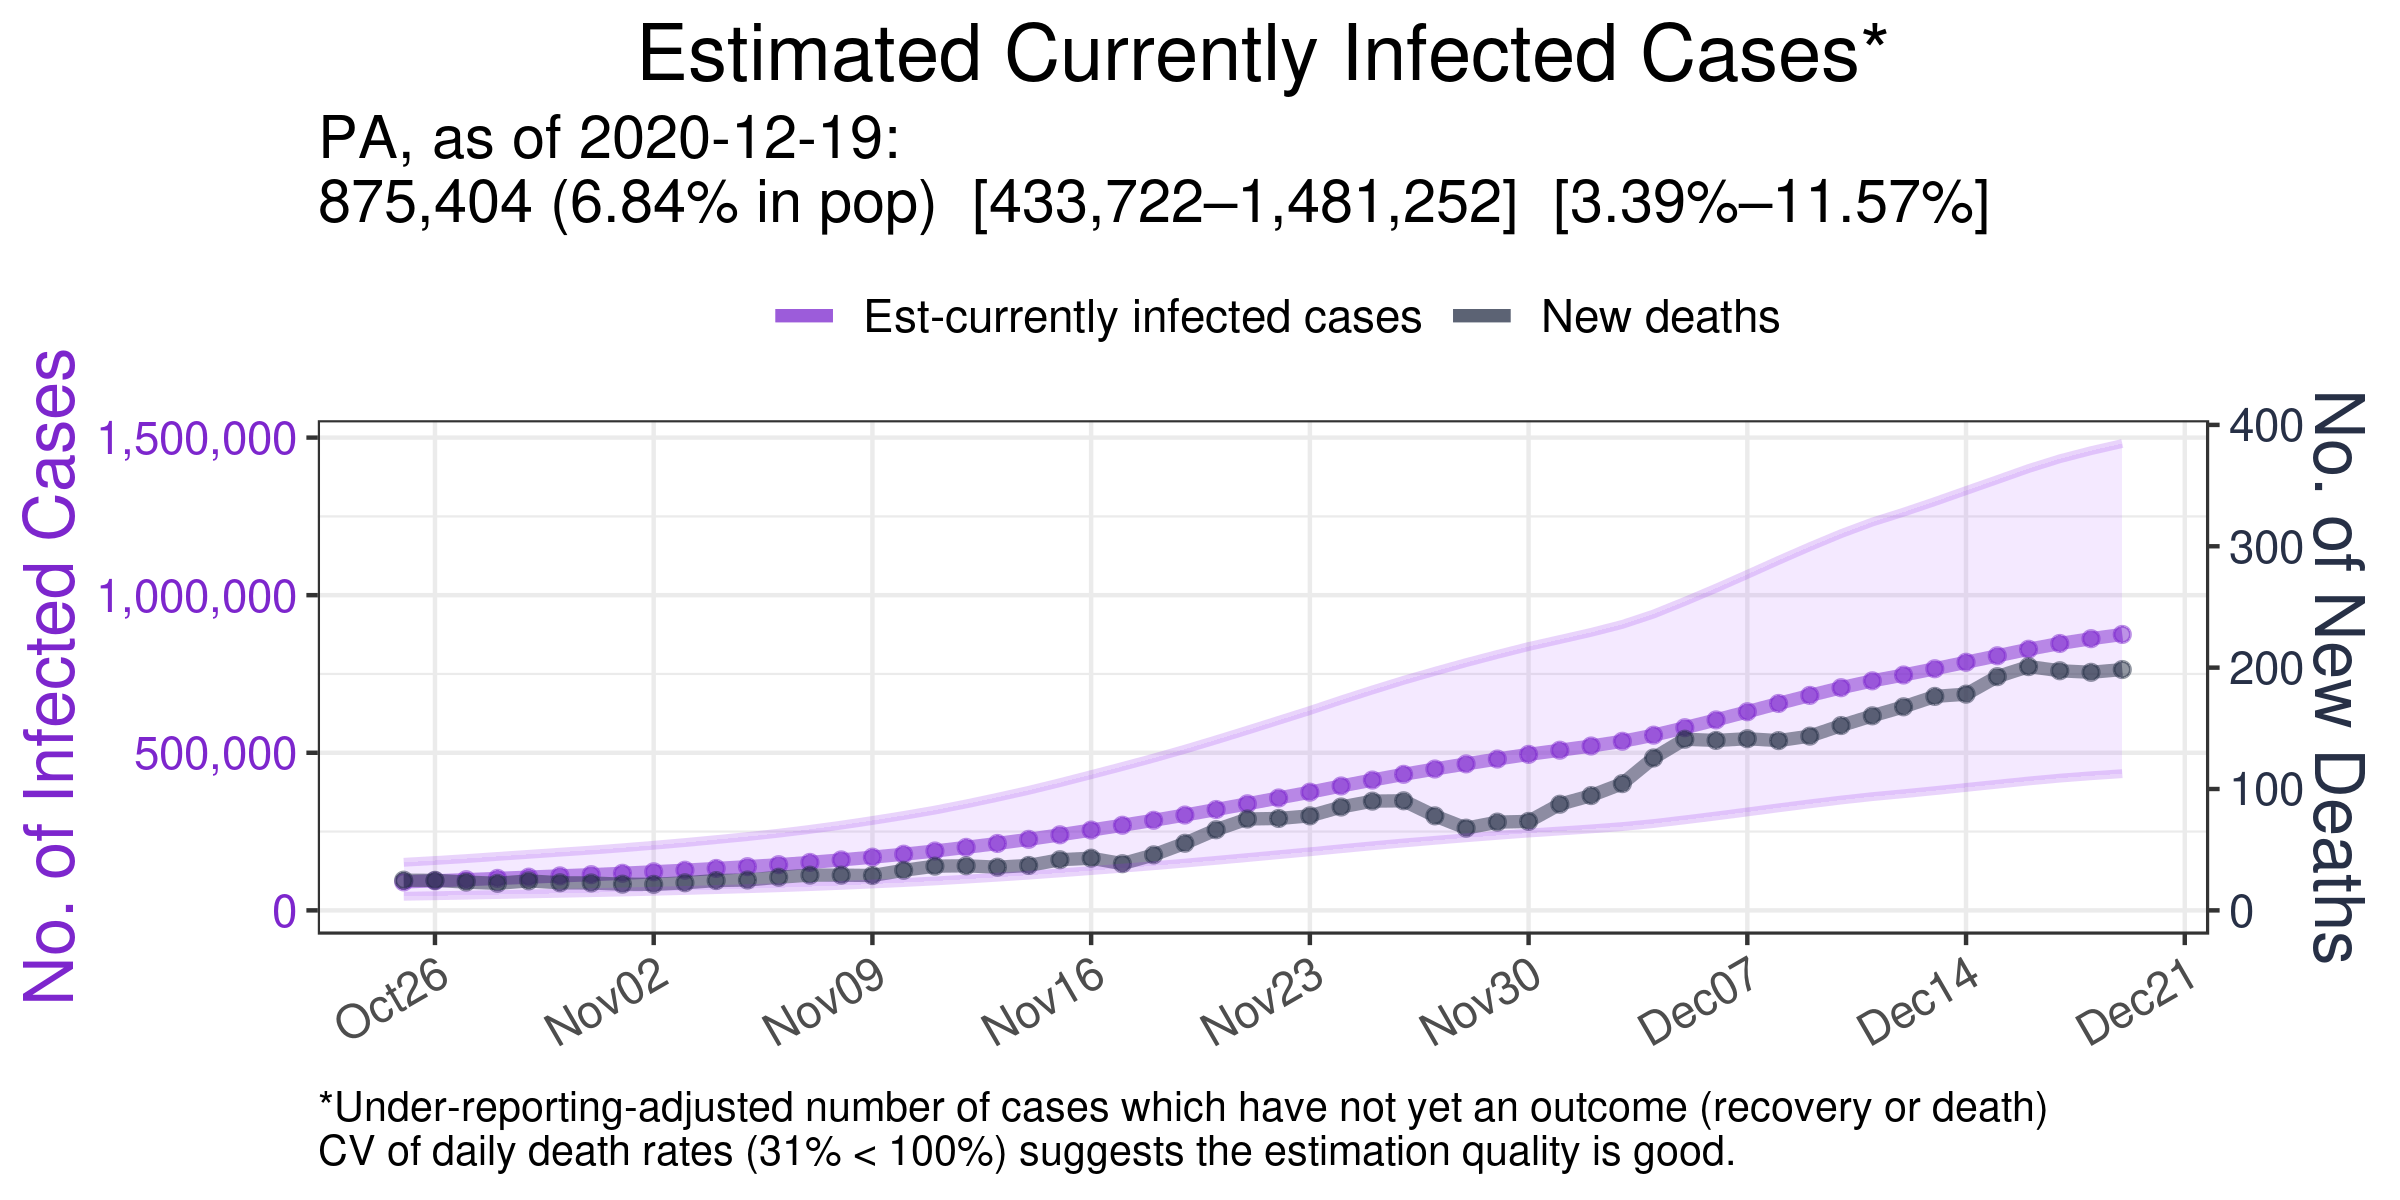 Estimated Currently Infected Cases*
PA, as of 2020-12-19:
875,404 (6.84% in pop)  [433,722–1,481,252]  [3.39%–11.57%]
Est-currently infected cases
New deaths
No. of Infected Cases
1,500,000
1,000,000
500,000
0
400
300
200
100
0
No. of New Deaths
Oct26
Nov02
Nov09
Nov16
Nov23
Nov30
Dec07
Dec14
Dec21
*Under-reporting-adjusted number of cases which have not yet an outcome (recovery or death)
CV of daily death rates (31% < 100%) suggests the estimation quality is good.